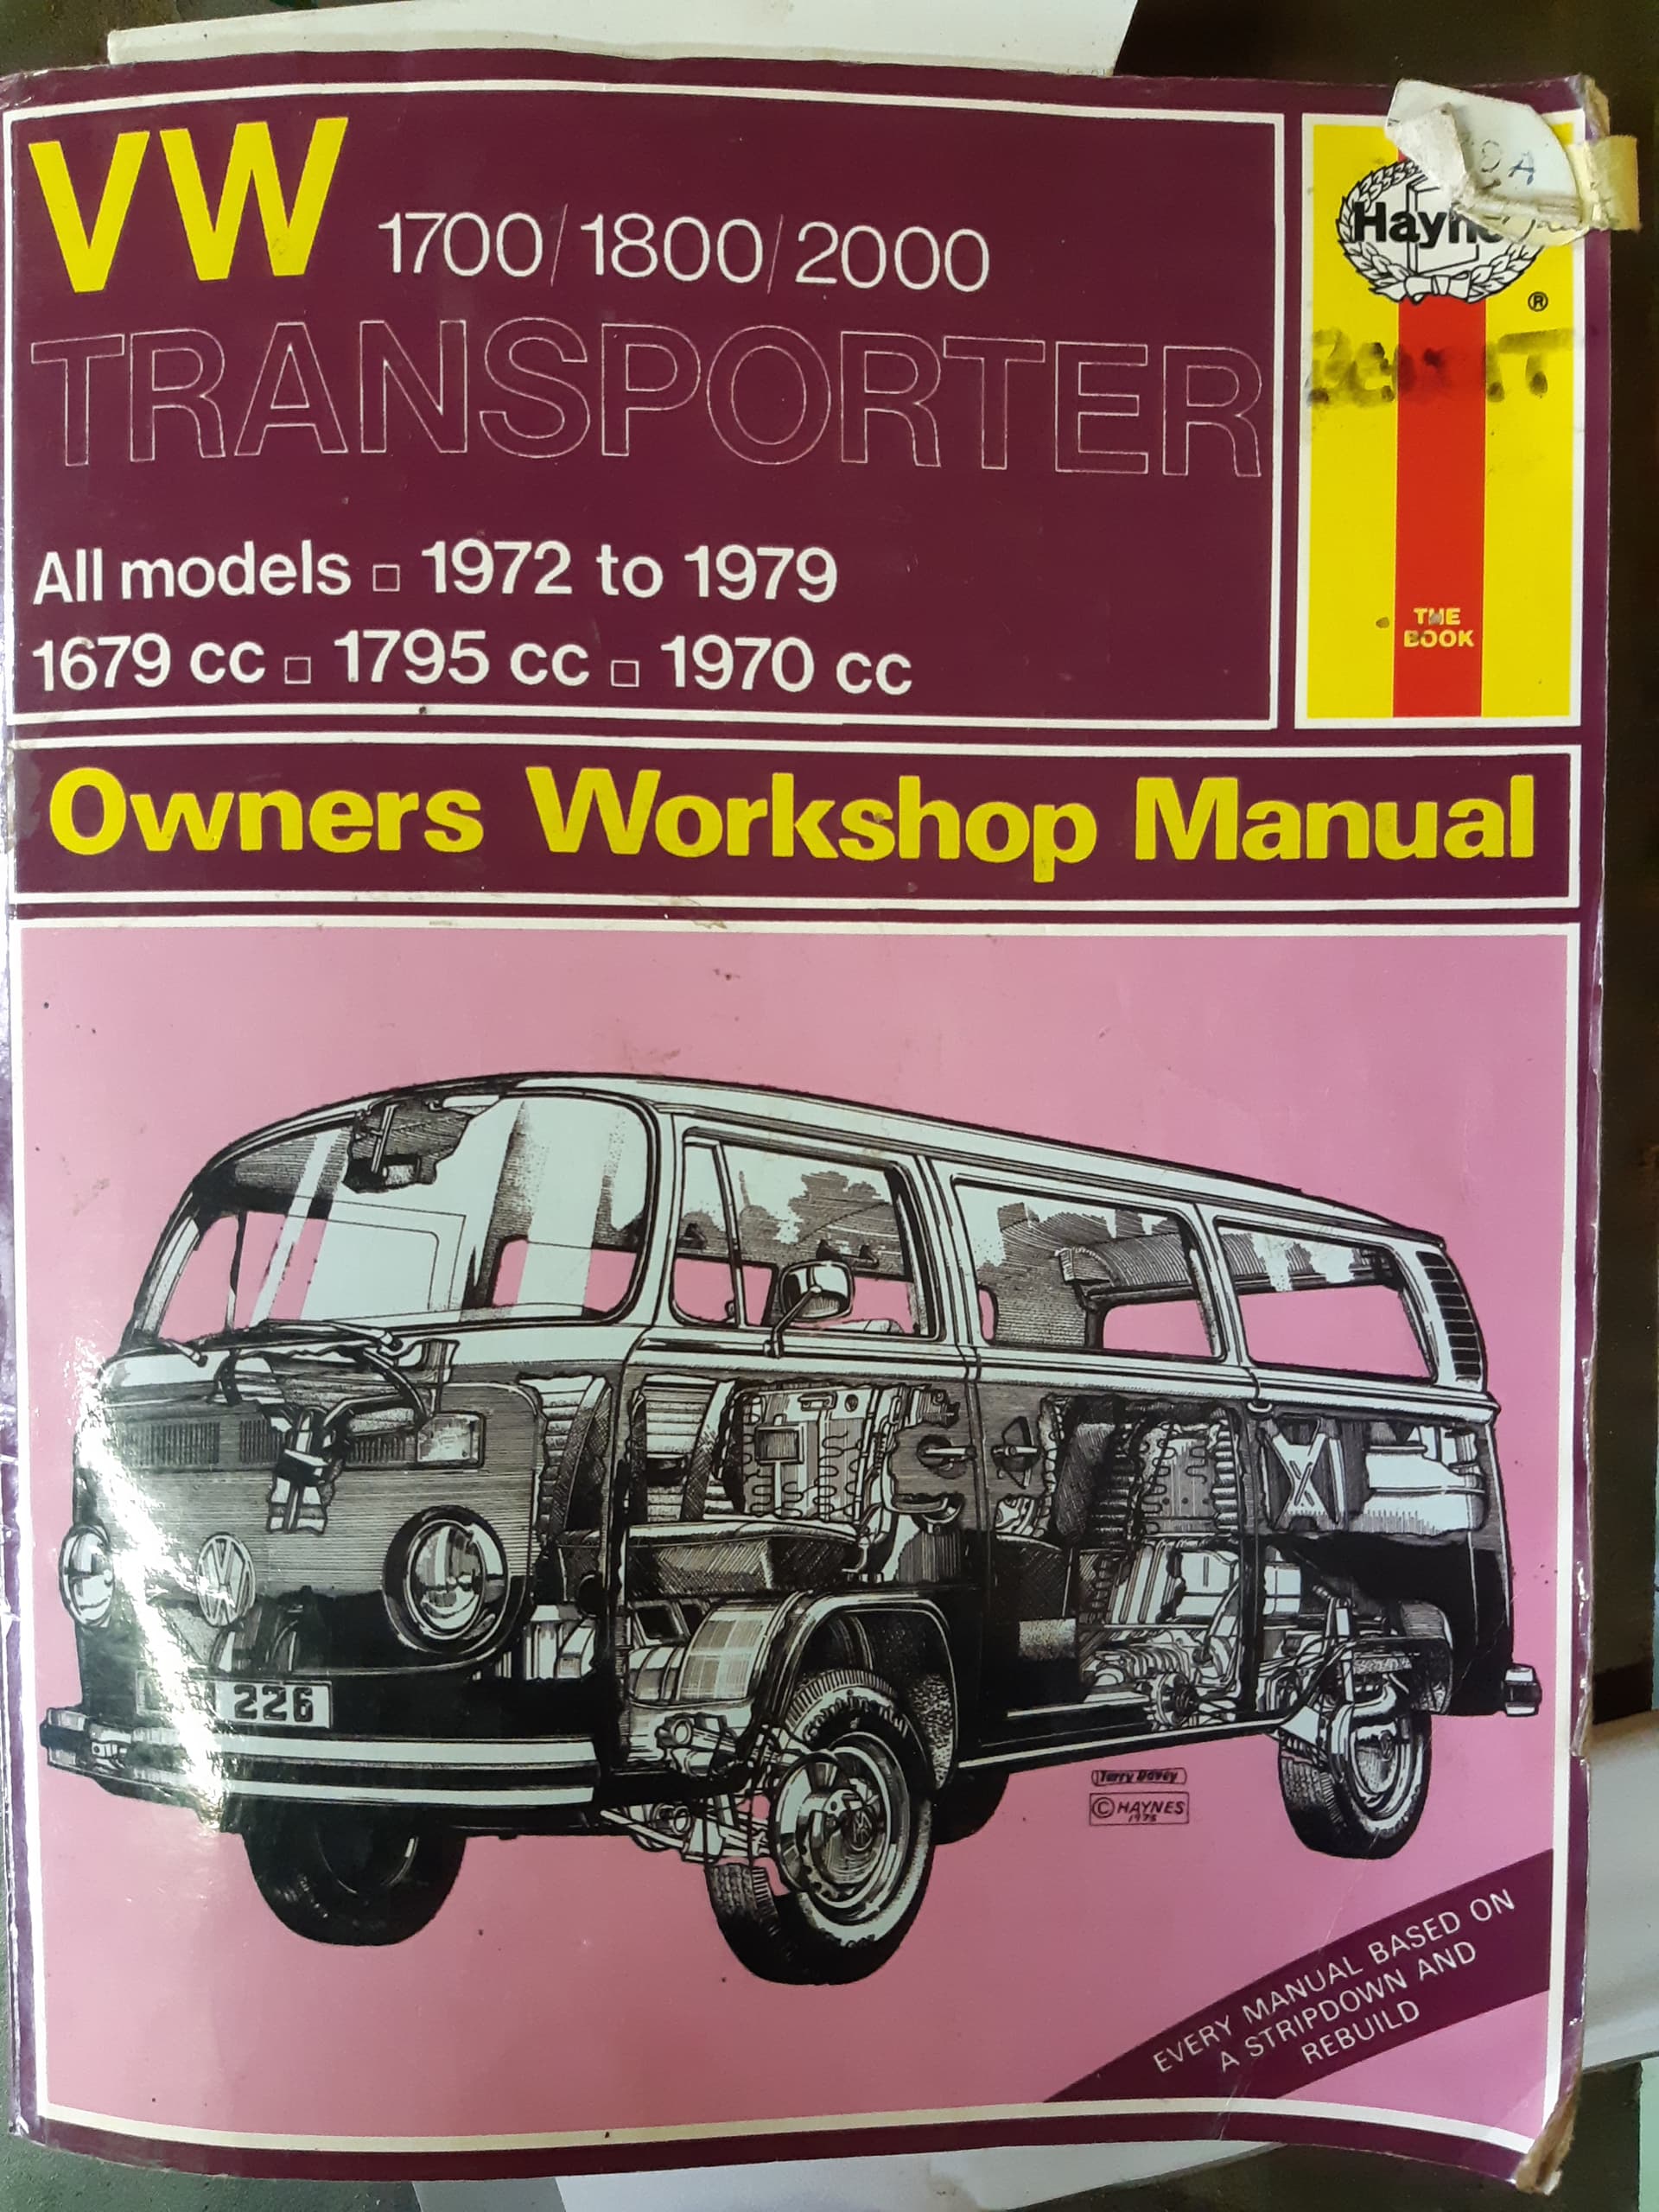 VW 1700/1800/2000
TRANSPORTER
All models □ 1972 to 1979
1679 cc □ 1795 cc □ 1970 cc
®
THE
BOOK
Owners Workshop Manual
226
Terry Davey
© HAYNES
EVERY MANUAL BASED ON
A STRIPDOWN AND
REBUILD